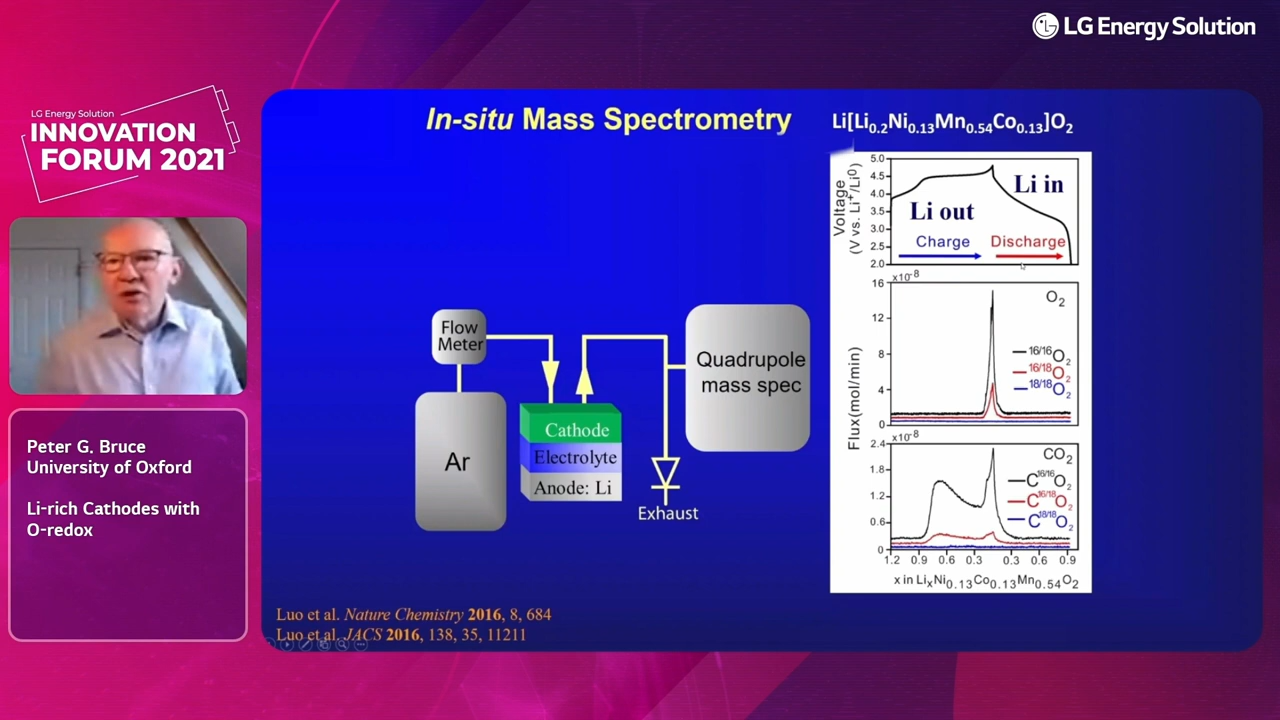 LG Energy Solution
LG Energy Solution
INNOVATION
FORUM 2021
Peter G. Bruce
University of Oxford
Li-rich Cathodes with
O-redox
In-situ Mass Spectrometry
Flow
Meter
Ar
Cathode
Electrolyte
Anode: Li
Quadrupole
mass spec
Exhaust
Luo et al. Nature Chemistry 2016, 8, 684
Luo et al. JACS 2016, 138, 35, 11211
Li[Li0.2Ni0.13Mn0.54Co0.13]O2
Voltage
(V vs. Li+/Li0)
5.0
4.5
4.0
3.5
3.0
2.5
2.0
Li out
Li in
Charge
Discharge
Flux(mol/min)
x10-8
16
12
8
4
0
O2
16/16O2
16/18O2
18/18O2
x10-8
2.4
1.8
1.2
0.6
0
CO2
C16/16O2
C16/18O2
C18/18O2
1.2 0.9 0.6 0.3 0.3 0.6 0.9
x in LixNi0.13Co0.13Mn0.54O2